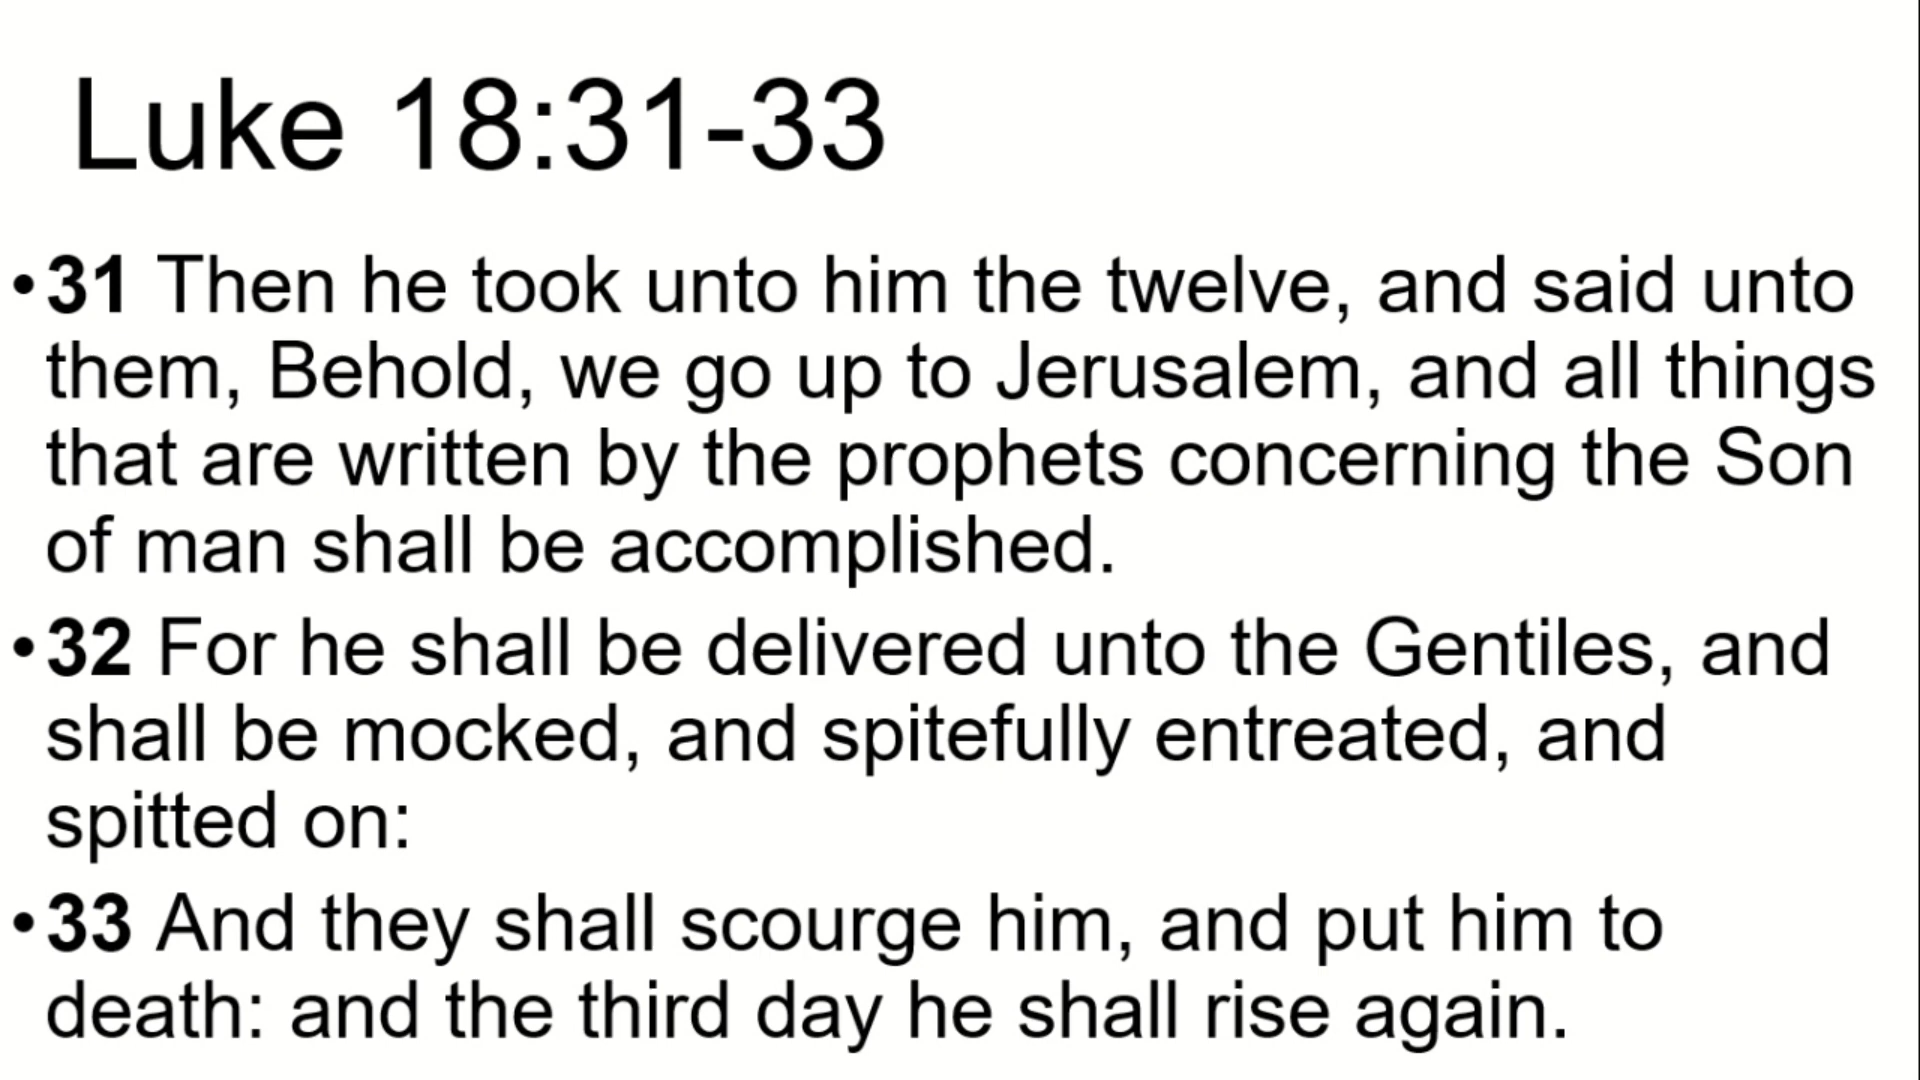 Luke 18:31-33
•31 Then he took unto him the twelve, and said unto
them, Behold, we go up to Jerusalem, and all things
that are written by the prophets concerning the Son
of man shall be accomplished.
•32 For he shall be delivered unto the Gentiles, and
shall be mocked, and spitefully entreated, and
spitted on:
•33 And they shall scourge him, and put him to
death: and the third day he shall rise again.